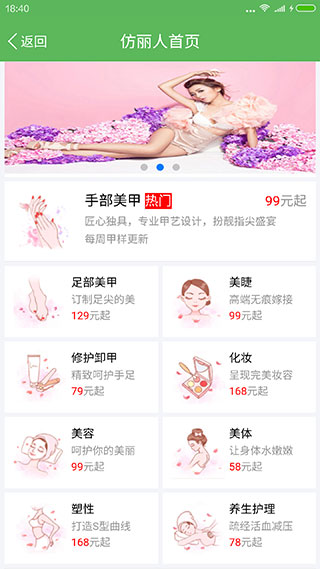 18:40
返回
仿丽人首页
手部美甲 热门 99元起
匠心独具，专业甲艺设计，扮靓指尖盛宴
每周甲样更新
足部美甲
订制足尖的美
129元起
美睫
高端无痕嫁接
99元起
修护卸甲
精致呵护手足
79元起
化妆
呈现完美妆容
168元起
美容
呵护你的美丽
99元起
美体
让身体水嫩嫩
58元起
塑性
打造S型曲线
168元起
养生护理
疏经活血减压
78元起